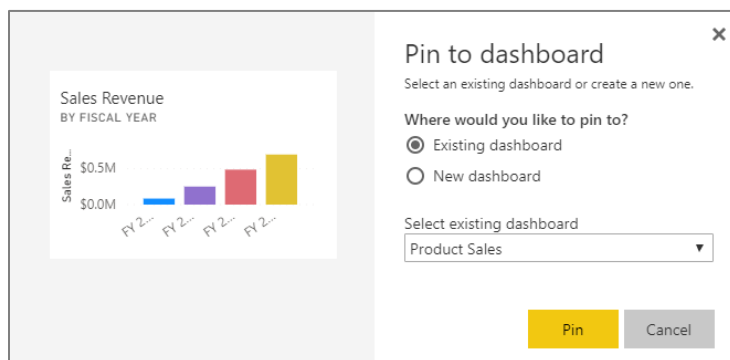 Sales Revenue
BY FISCAL YEAR
Sales Re...
$0.5M
$0.0M
FY 2... FY 2... FY 2... FY 2...
Pin to dashboard
Select an existing dashboard or create a new one.
Where would you like to pin to?
Existing dashboard
New dashboard
Select existing dashboard
Product Sales
Pin Cancel